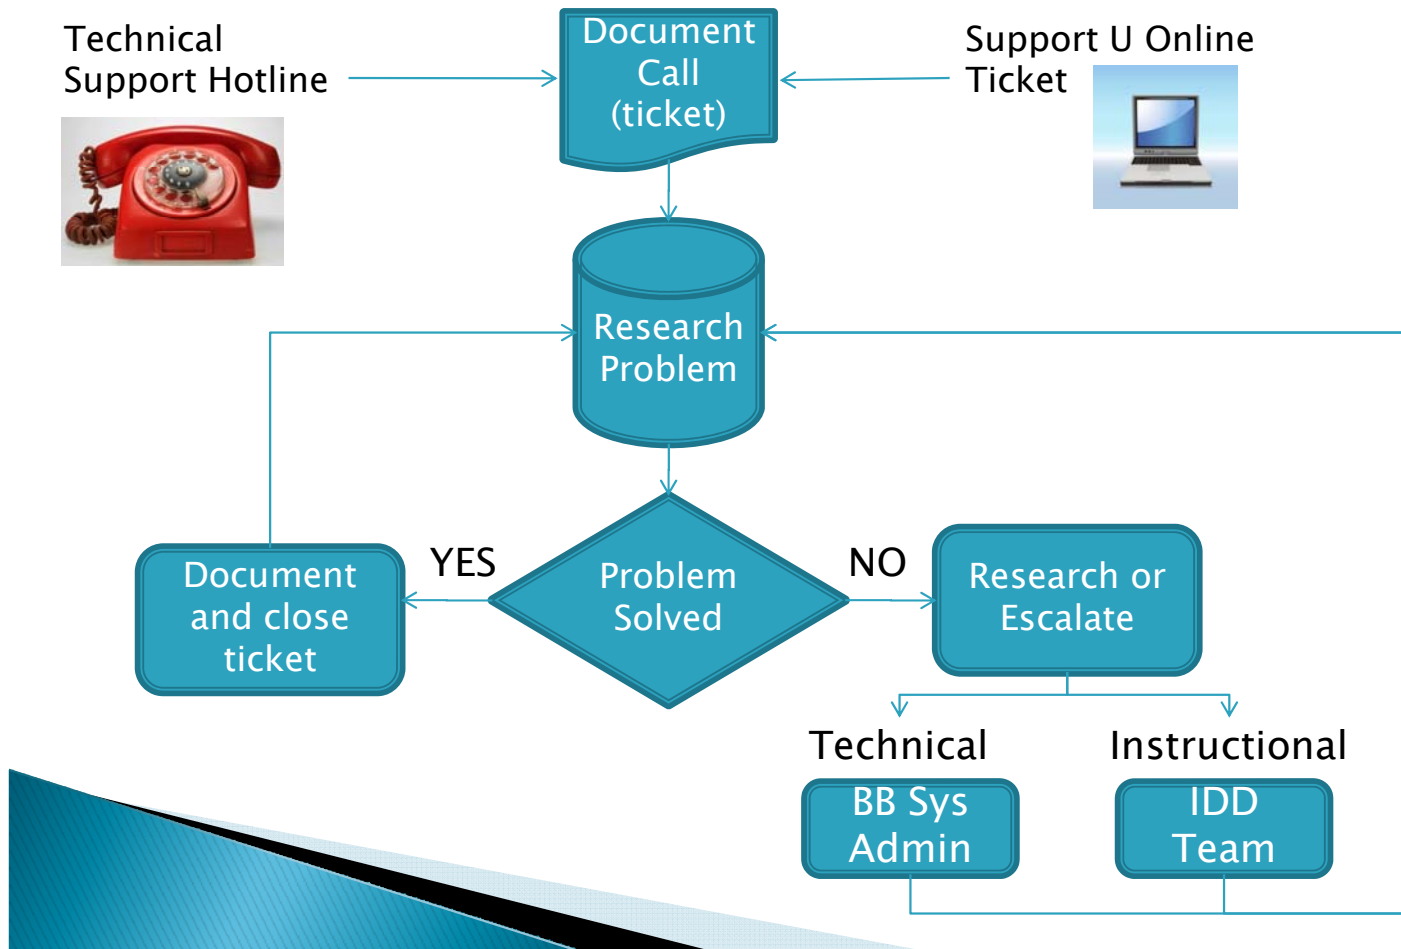 Technical
Support Hotline
Document
Call
(ticket)
Support U Online
Ticket
Research
Problem
Document
and close
ticket
YES
Problem
Solved
NO
Research or
Escalate
Technical
Instructional
BB Sys
Admin
IDD
Team